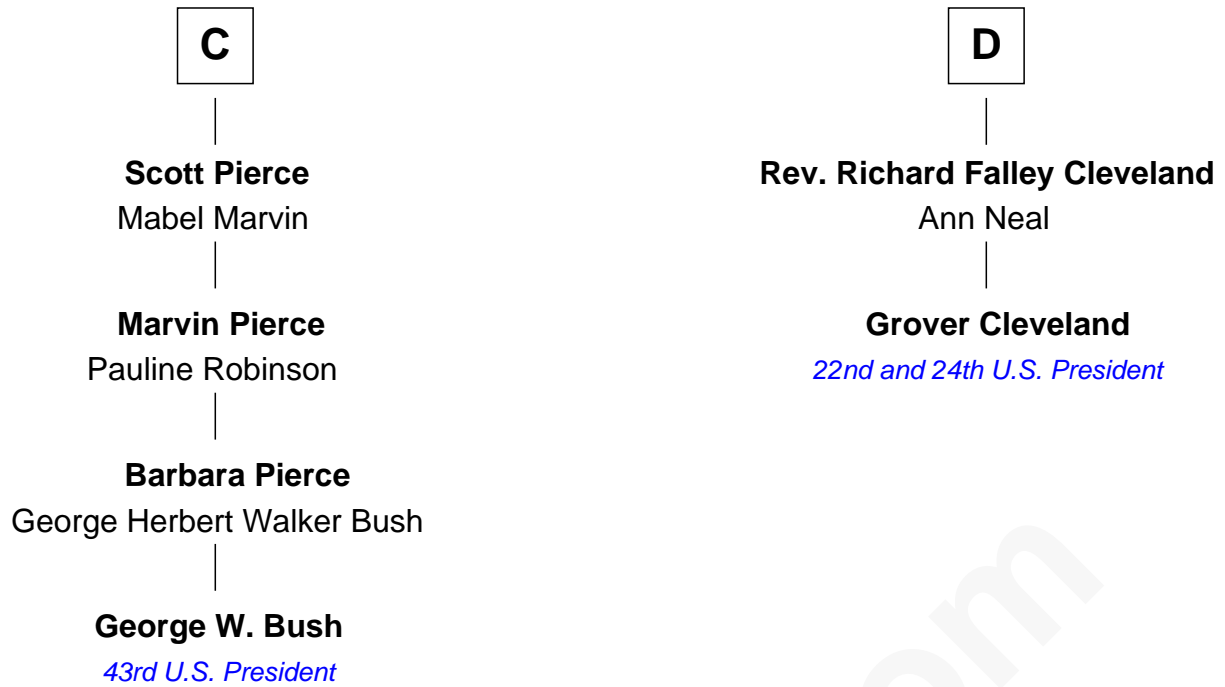 C
Scott Pierce
Mabel Marvin
Marvin Pierce
Pauline Robinson
Barbara Pierce
George Herbert Walker Bush
George W. Bush
43rd U.S. President
D
Rev. Richard Falley Cleveland
Ann Neal
Grover Cleveland
22nd and 24th U.S. President
om